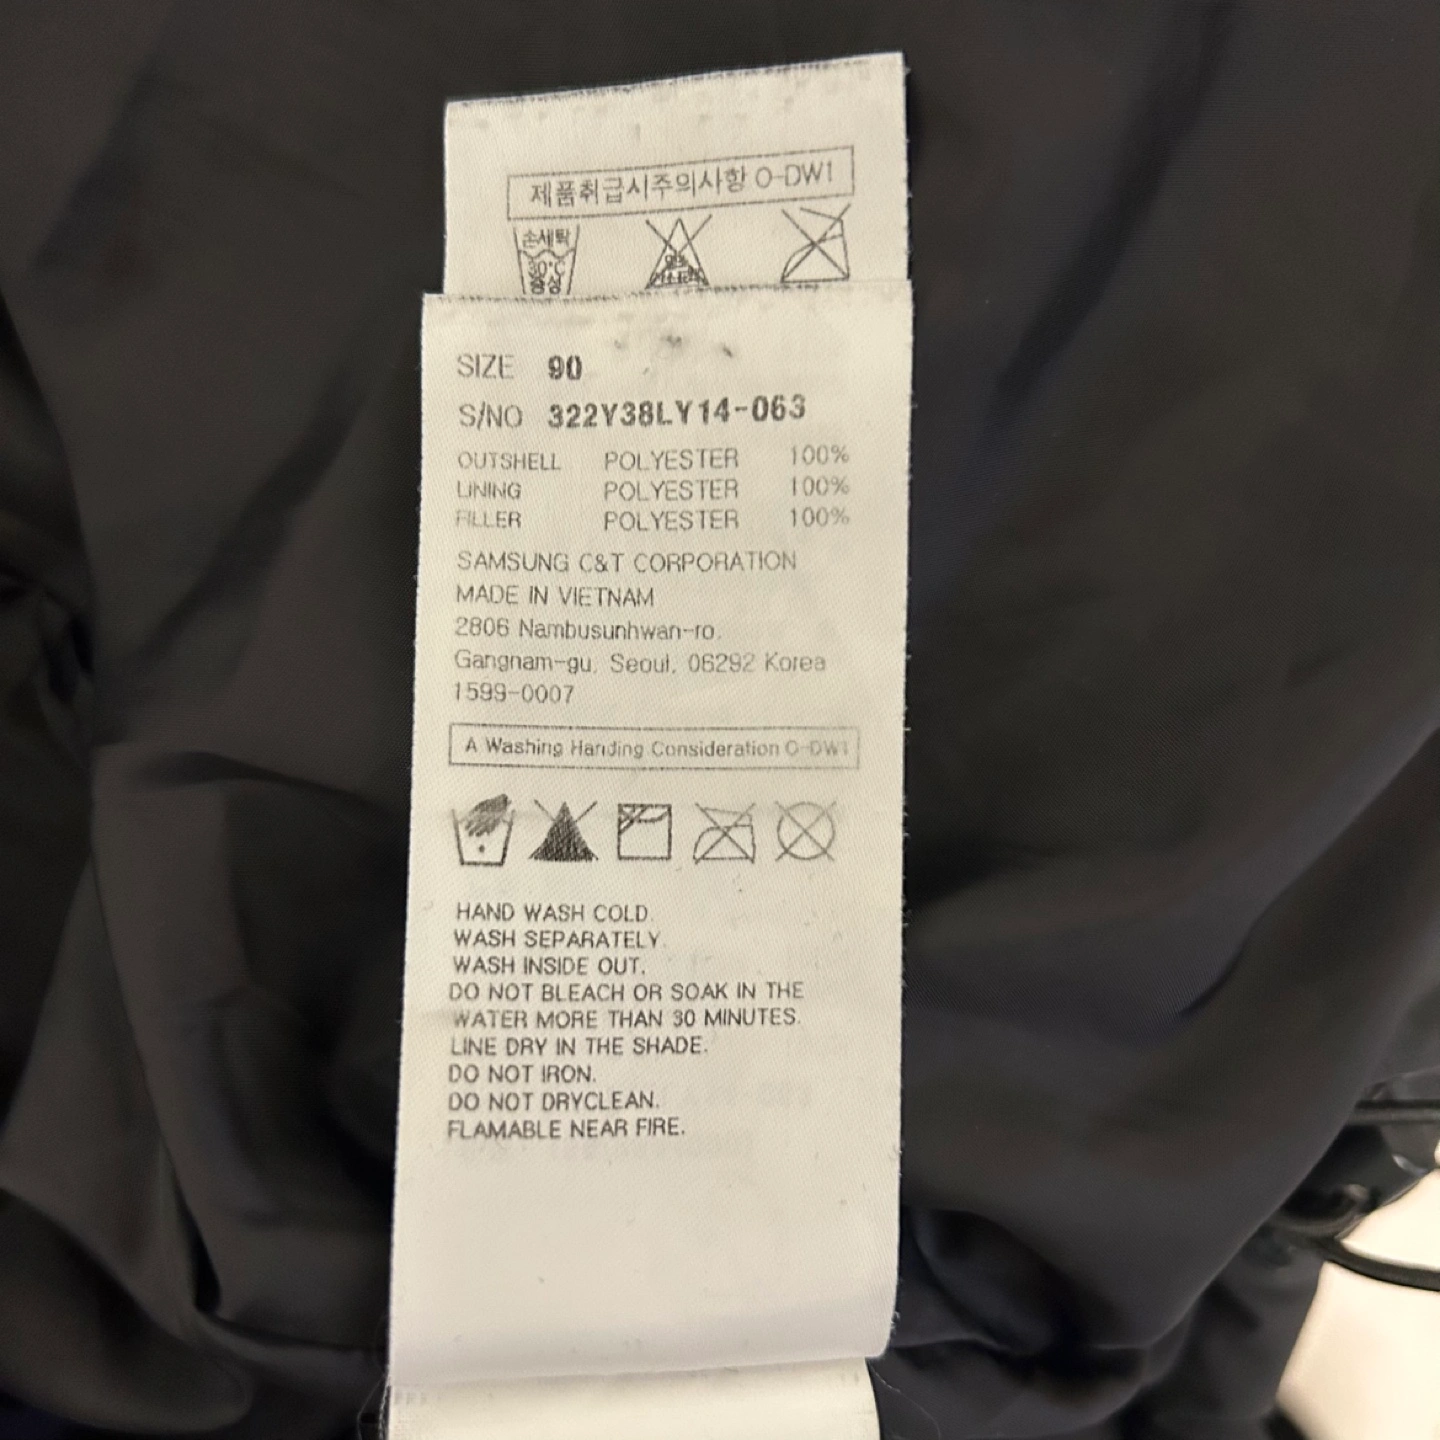 제품취급시주의사항 O-DW1
손세탁
30°C
중성
염소표백
SIZE 90
S/NO 322Y38LY14-063
OUTSHELL POLYESTER 100%
LINING POLYESTER 100%
FILLER POLYESTER 100%
SAMSUNG C&T CORPORATION
MADE IN VIETNAM
2806 Nambusunhwan-ro.
Gangnam-gu, Seoul, 06292 Korea
1599-0007
A Washing Handing Consideration O-DW1
HAND WASH COLD.
WASH SEPARATELY.
WASH INSIDE OUT.
DO NOT BLEACH OR SOAK IN THE
WATER MORE THAN 30 MINUTES.
LINE DRY IN THE SHADE.
DO NOT IRON.
DO NOT DRYCLEAN.
FLAMABLE NEAR FIRE.